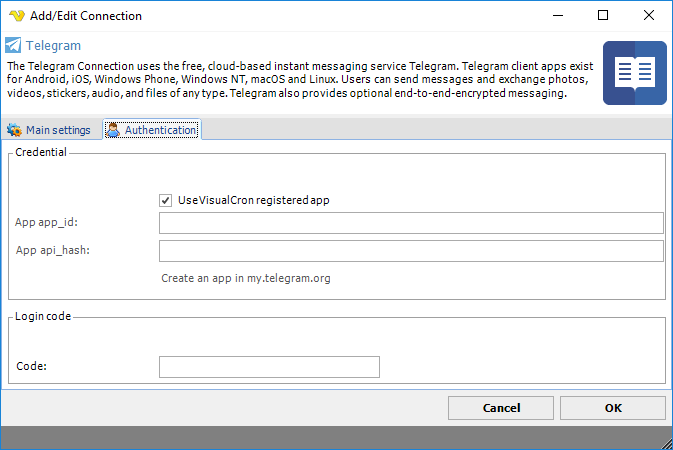 Add/Edit Connection
Telegram
The Telegram Connection uses the free, cloud-based instant messaging service Telegram. Telegram client apps exist
for Android, iOS, Windows Phone, Windows NT, macOS and Linux. Users can send messages and exchange photos,
videos, stickers, audio, and files of any type. Telegram also provides optional end-to-end-encrypted messaging.
Main settings
Authentication
Credential
Use VisualCron registered app
App app_id:
App api_hash:
Create an app in my.telegram.org
Login code
Code:
Cancel
OK